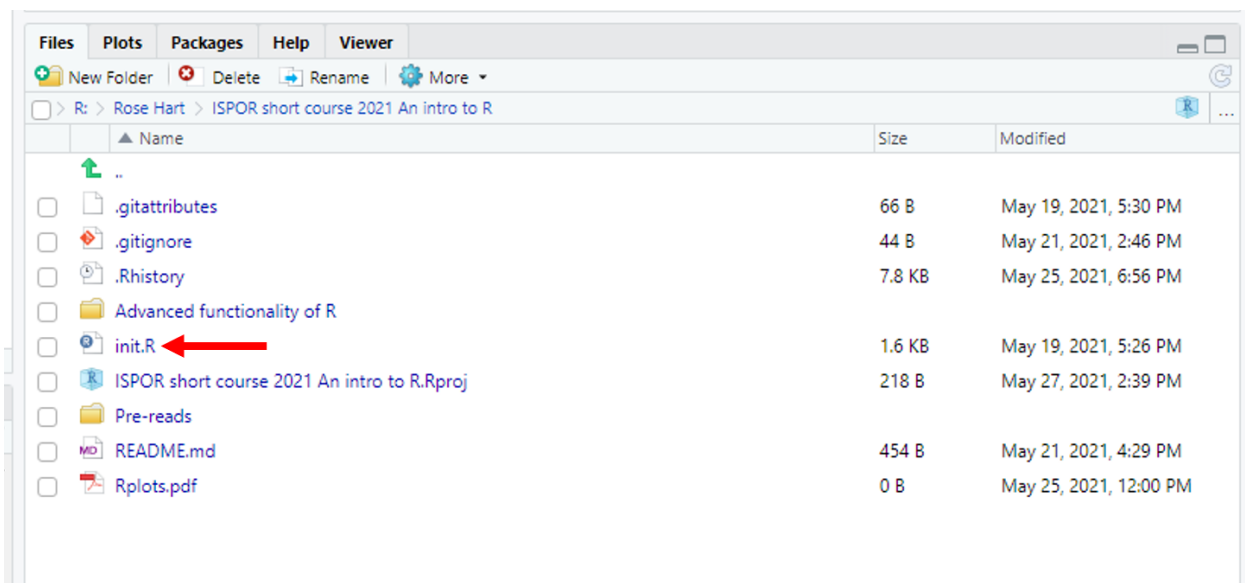 Files Plots Packages Help Viewer
New Folder Delete Rename More
R: Rose Hart ISPOR short course 2021 An intro to R R ...
Name Size Modified
..
.gitattributes 66 B May 19, 2021, 5:30 PM
.gitignore 44 B May 21, 2021, 2:46 PM
.Rhistory 7.8 KB May 25, 2021, 6:56 PM
Advanced functionality of R
R init.R 1.6 KB May 19, 2021, 5:26 PM
R ISPOR short course 2021 An intro to R.Rproj 218 B May 27, 2021, 2:39 PM
Pre-reads
MD README.md 454 B May 21, 2021, 4:29 PM
Rplots.pdf 0 B May 25, 2021, 12:00 PM